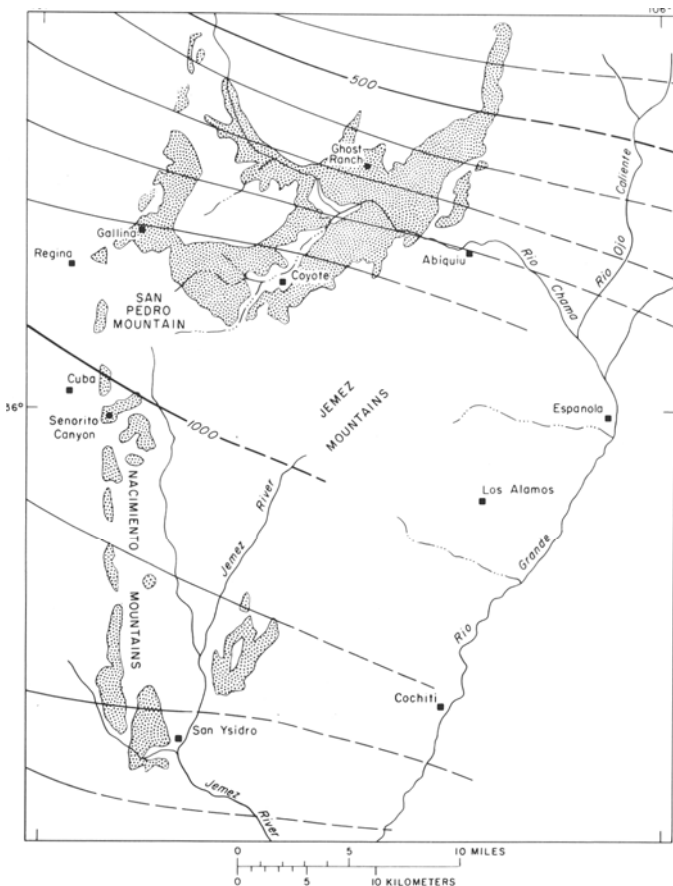 106°
500
Ghost
Ranch
Rio Ojo Caliente
Gallina
Regina
Abiquiu
Rio Chama
Coyote
SAN
PEDRO
MOUNTAIN
Cuba
36°
Senorito
Canyon
1000
JEMEZ
MOUNTAINS
Espanola
Los Alamos
NACIMIENTO MOUNTAINS
Jemez River
Rio Grande
Cochiti
San Ysidro
Jemez River
0 5 10 MILES
0 5 10 KILOMETERS